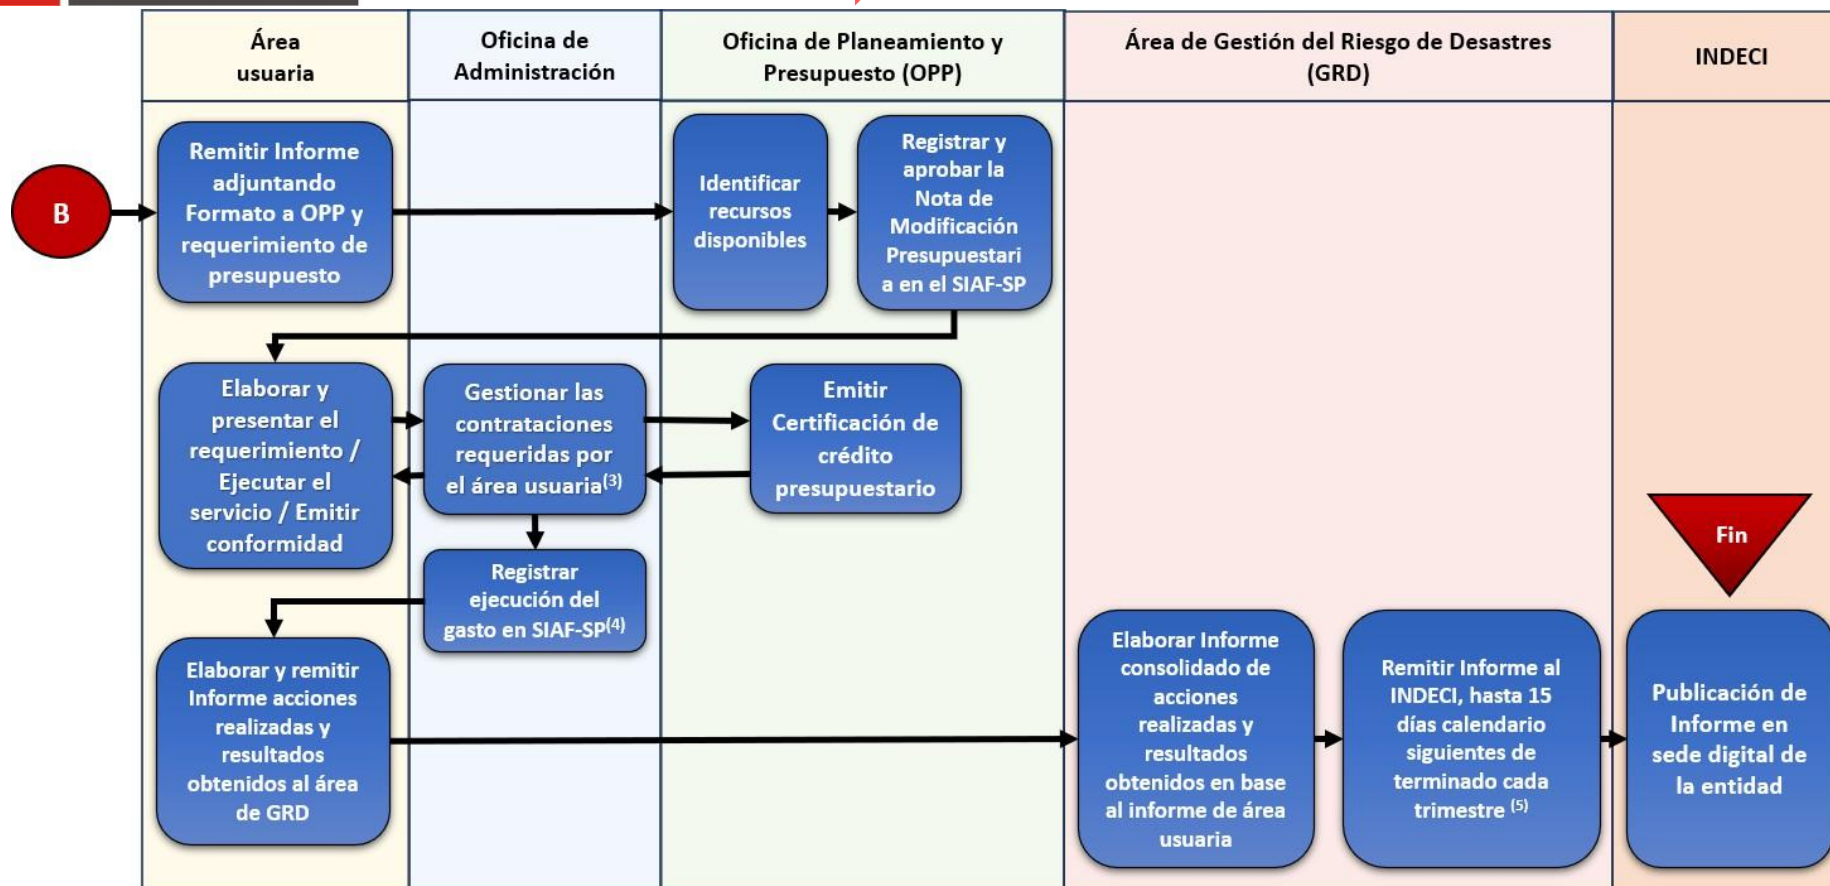 Área
usuaria
Oficina de
Administración
Oficina de Planeamiento y
Presupuesto (OPP)
Área de Gestión del Riesgo de Desastres
(GRD)
INDECI
B
Remitir Informe
adjuntando
Formato a OPP y
requerimiento de
presupuesto
Identificar
recursos
disponibles
Registrar y
aprobar la
Nota de
Modificación
Presupuestari
a en el SIAF-SP
Elaborar y
presentar el
requerimiento /
Ejecutar el
servicio / Emitir
conformidad
Gestionar las
contrataciones
requeridas por
el área usuaria(3)
Emitir
Certificación de
crédito
presupuestario
Registrar
ejecución del
gasto en SIAF-SP(4)
Elaborar y remitir
Informe acciones
realizadas y
resultados
obtenidos al área
de GRD
Elaborar Informe
consolidado de
acciones
realizadas y
resultados
obtenidos en base
al informe de área
usuaria
Remitir Informe al
INDECI, hasta 15
días calendario
siguientes de
terminado cada
trimestre (5)
Fin
Publicación de
Informe en
sede digital de
la entidad